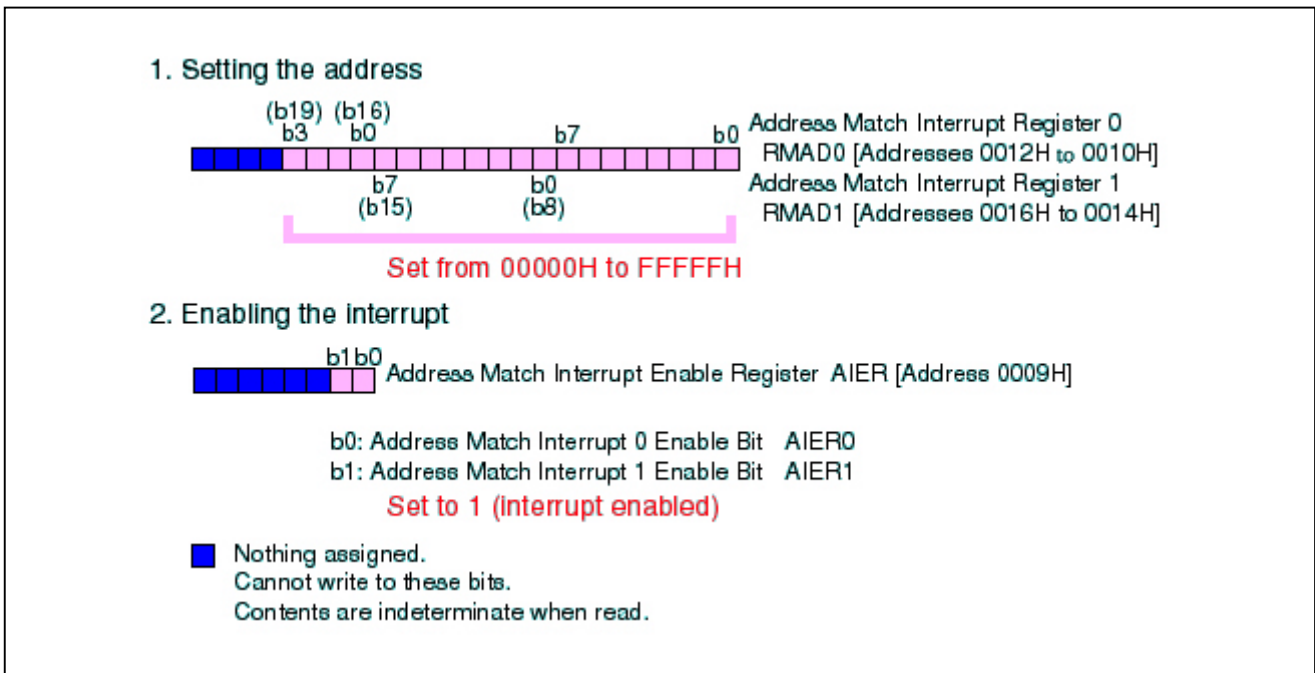 1. Setting the address
(b19) (b16)
b3 b0 b7 b0
Address Match Interrupt Register 0
RMAD0 [Addresses 0012H to 0010H]
b7 b0
Address Match Interrupt Register 1
(b15) (b8)
RMAD1 [Addresses 0016H to 0014H]
Set from 00000H to FFFFFH
2. Enabling the interrupt
b1b0
Address Match Interrupt Enable Register AIER [Address 0009H]
b0: Address Match Interrupt 0 Enable Bit AIER0
b1: Address Match Interrupt 1 Enable Bit AIER1
Set to 1 (interrupt enabled)
Nothing assigned.
Cannot write to these bits.
Contents are indeterminate when read.